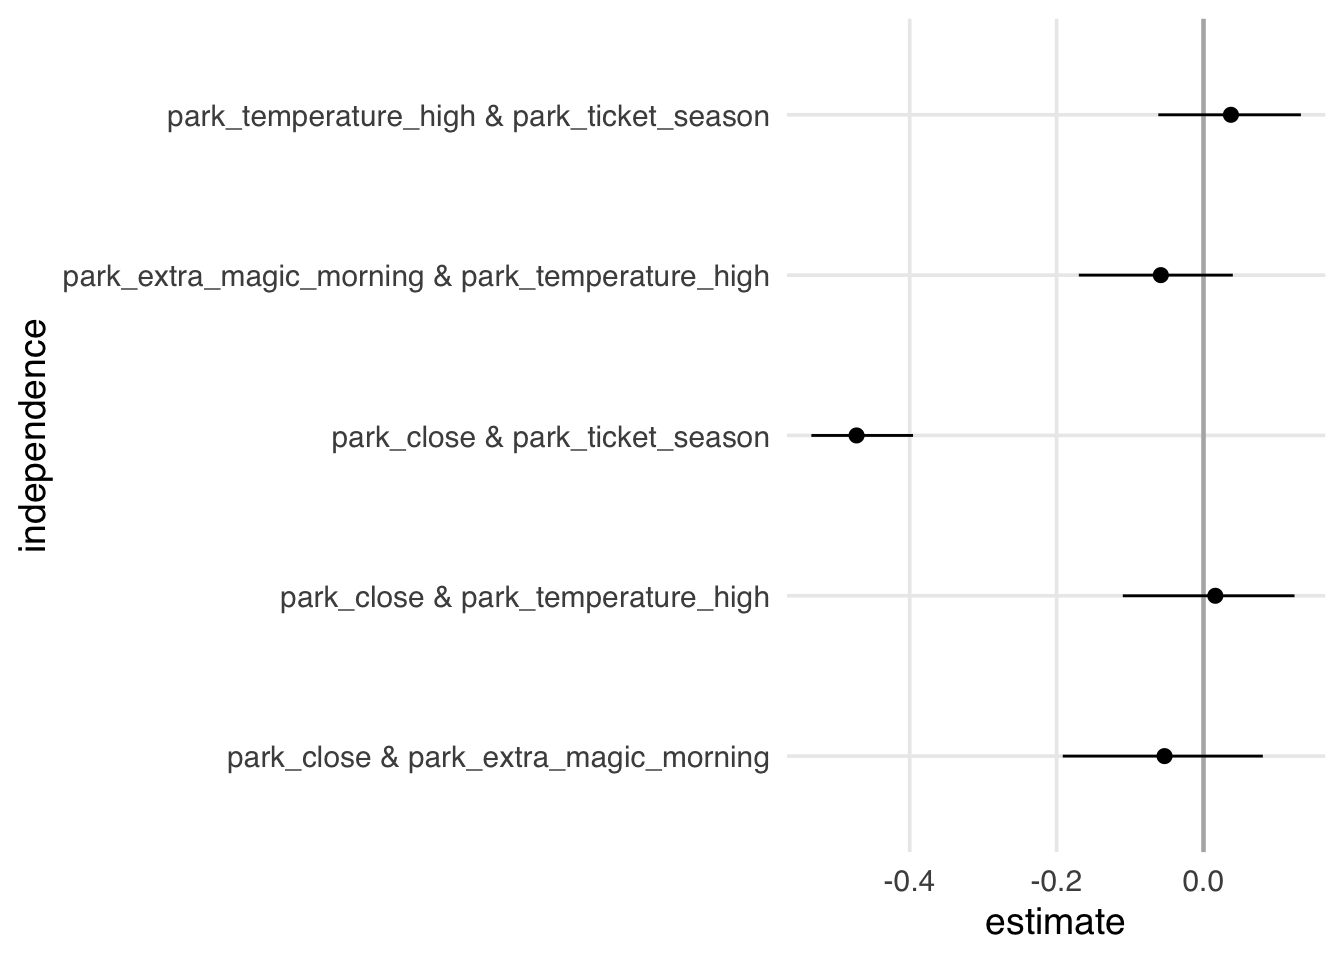 park_temperature_high & park_ticket_season
park_extra_magic_morning & park_temperature_high
park_close & park_ticket_season
park_close & park_temperature_high
park_close & park_extra_magic_morning
independence
-0.4
-0.2
0.0
estimate